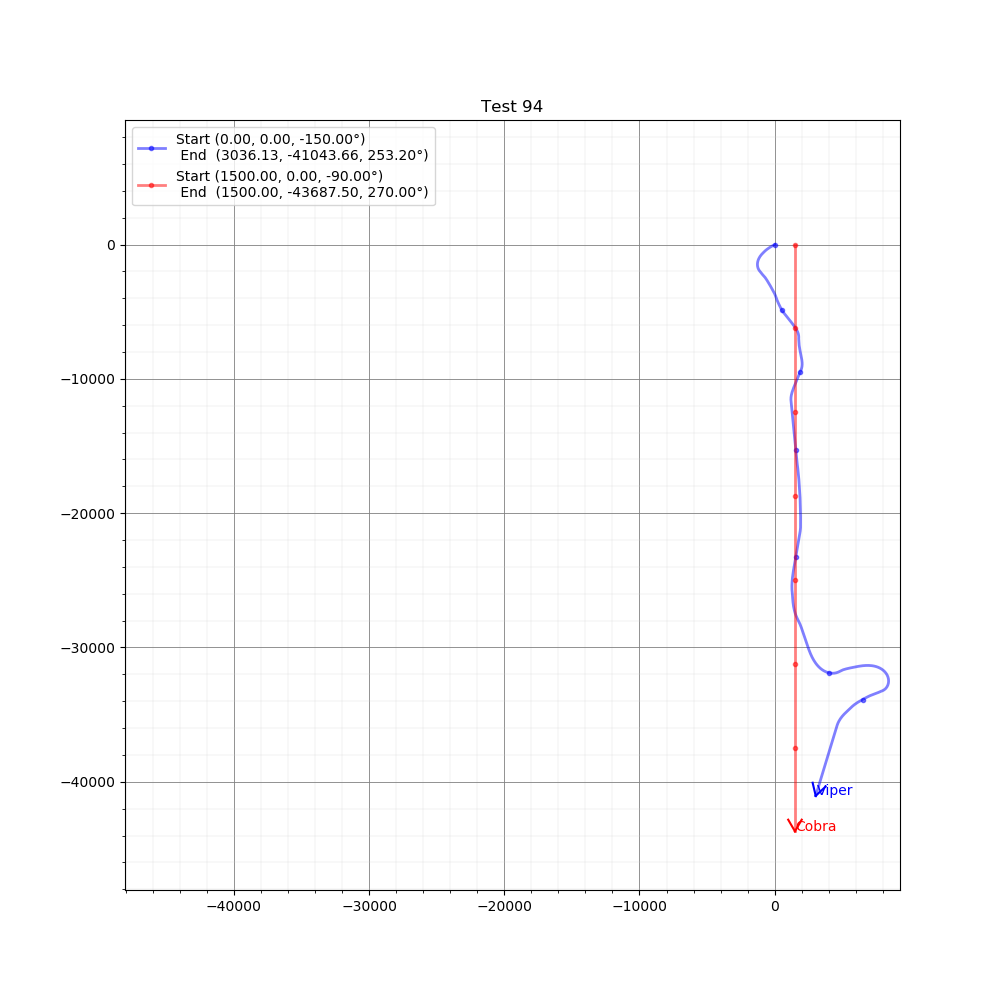 Test 94
Start (0.00, 0.00, -150.00°)
End (3036.13, -41043.66, 253.20°)
Start (1500.00, 0.00, -90.00°)
End (1500.00, -43687.50, 270.00°)
0
−10000
−20000
−30000
−40000
Viper
Cobra
−40000 −30000 −20000 −10000 0